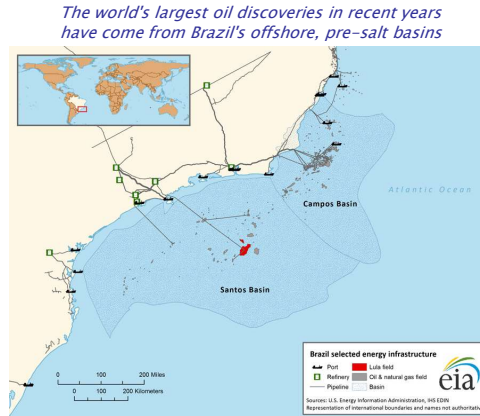 The world's largest oil discoveries in recent years
have come from Brazil's offshore, pre-salt basins
Atlantic Ocean
Campos Basin
Santos Basin
0 100 200 Miles
0 100 200 Kilometers
Brazil selected energy infrastructure
Port Lula field
Refinery Oil & natural gas field
Pipeline Basin
eia
Sources: U.S. Energy Information Administration, IHS EDIN
Representation of international boundaries and names not authoritativ